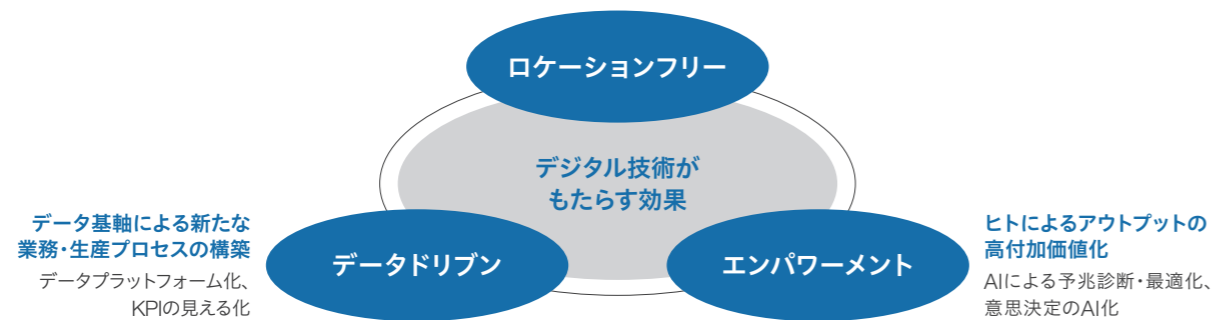 ロケーションフリー
デジタル技術が
もたらす効果
データ基軸による新たな
業務・生産プロセスの構築
データプラットフォーム化、
KPIの見える化
データドリブン
エンパワーメント
ヒトによるアウトプットの
高付加価値化
AIによる予兆診断・最適化、
意思決定のAI化